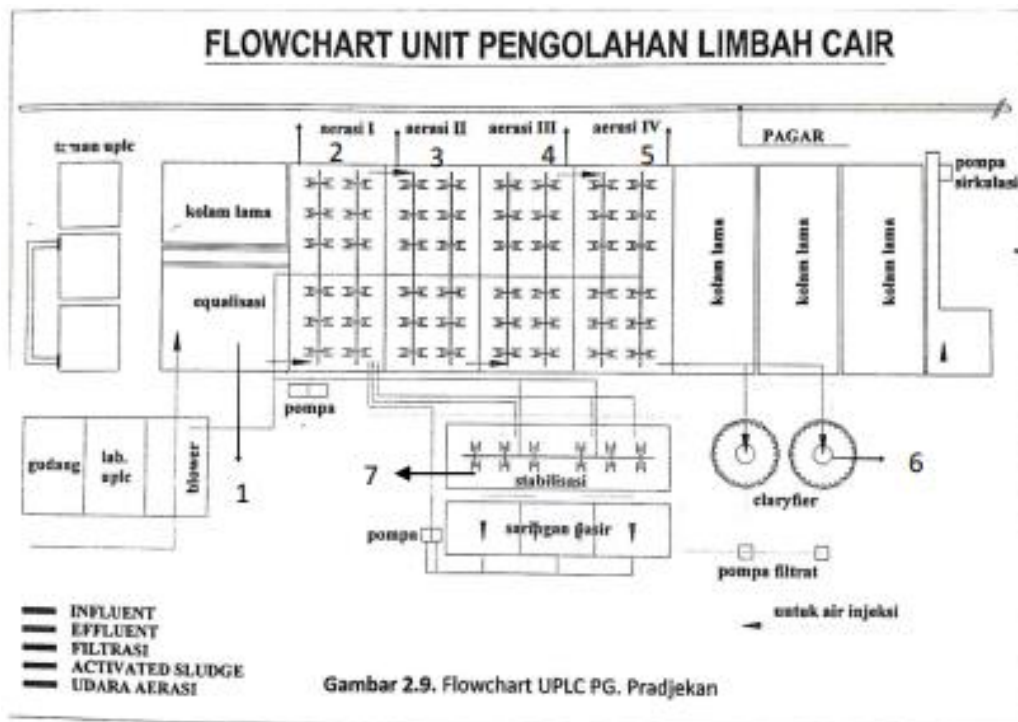 FLOWCHART UNIT PENGOLAHAN LIMBAH CAIR
aerasi I
aerasi II
aerasi III
aerasi IV
PAGAR
2
3
4
5
uplc
pompa
sirkulasi
kolam lama
kolam lama
kolam lama
kolam lama
equalisasi
pompa
gudang
lab.
uplc
blower
1
7
stabilisasi
6
claryfier
pompa
saringan pasir
pompa filtrat
untuk air injeksi
INFLUENT
EFFLUENT
FILTRASI
ACTIVATED SLUDGE
UDARA AERASI
Gambar 2.9. Flowchart UPLC PG. Pradjekan